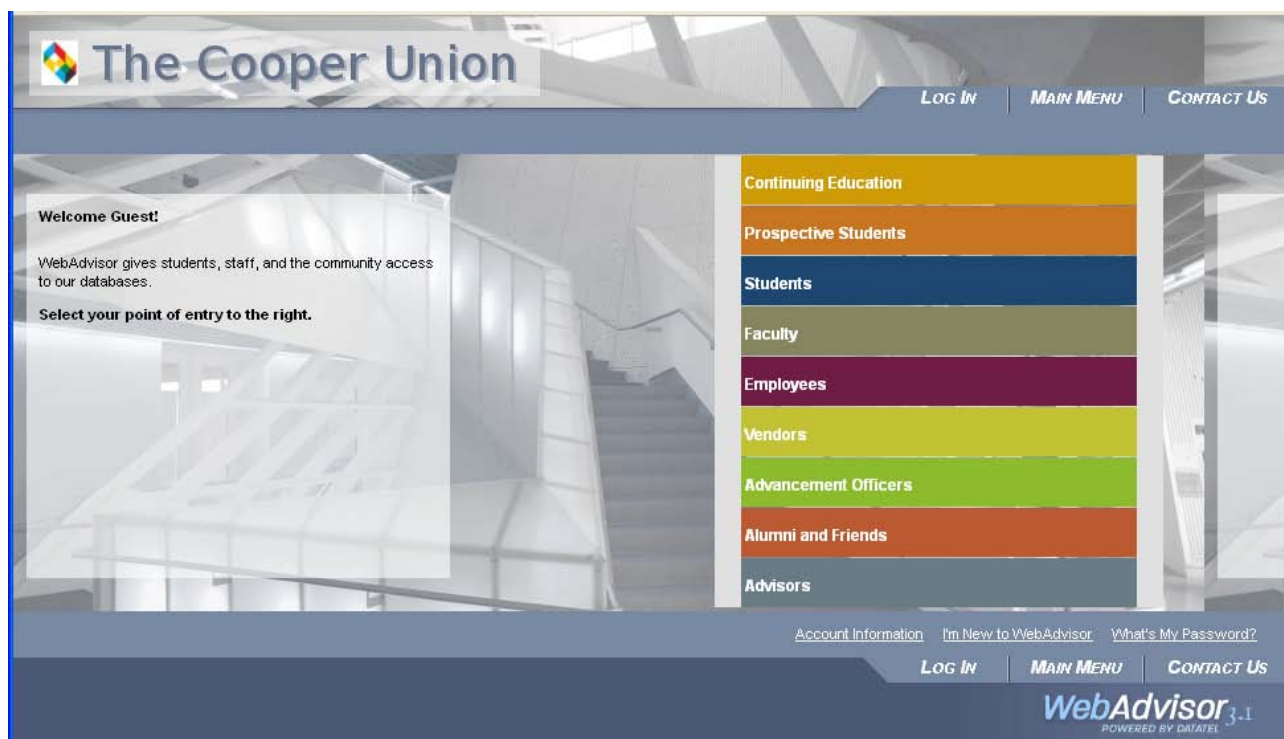 The Cooper Union
LOG IN MAIN MENU CONTACT US
Welcome Guest!
WebAdvisor gives students, staff, and the community access
to our databases.
Select your point of entry to the right.
Continuing Education
Prospective Students
Students
Faculty
Employees
Vendors
Advancement Officers
Alumni and Friends
Advisors
Account Information I'm New to WebAdvisor What's My Password?
LOG IN MAIN MENU CONTACT US
WebAdvisor 3.1
POWERED BY DATATEL